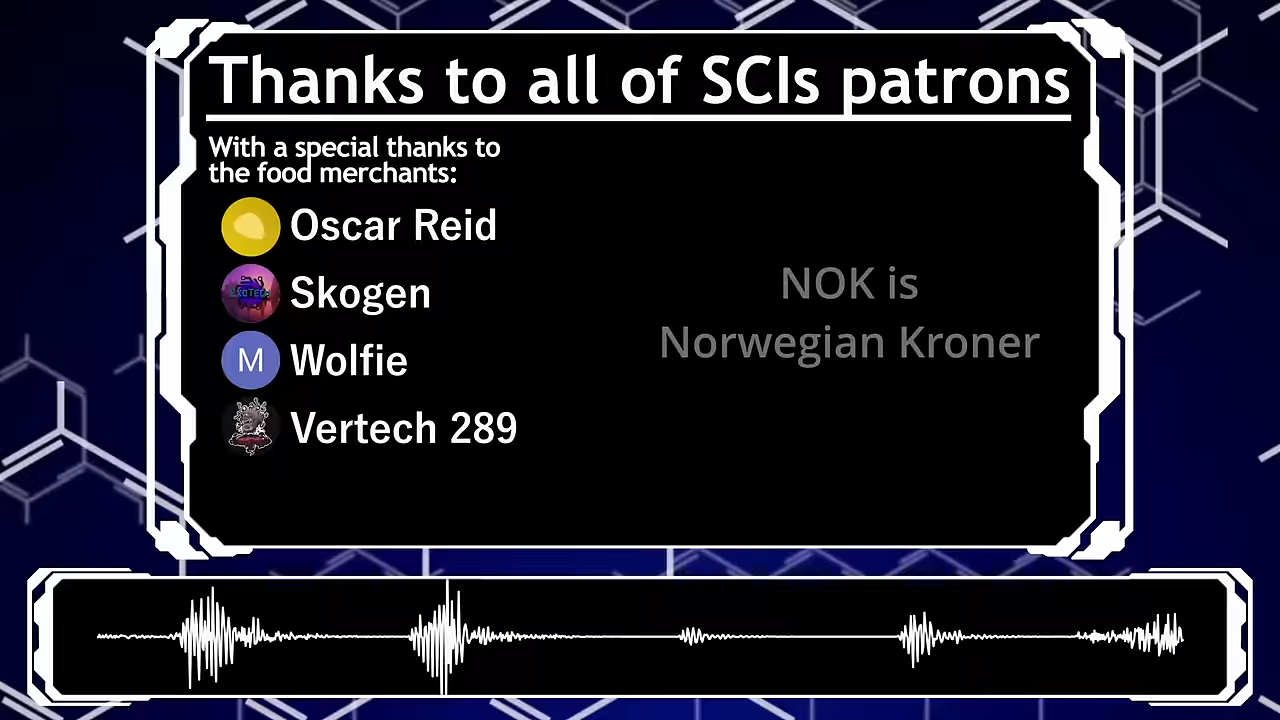 Thanks to all of SCIs patrons
With a special thanks to
the food merchants:
Oscar Reid
Skogen
M
Wolfie
Vertech 289
NOK is
Norwegian Kroner